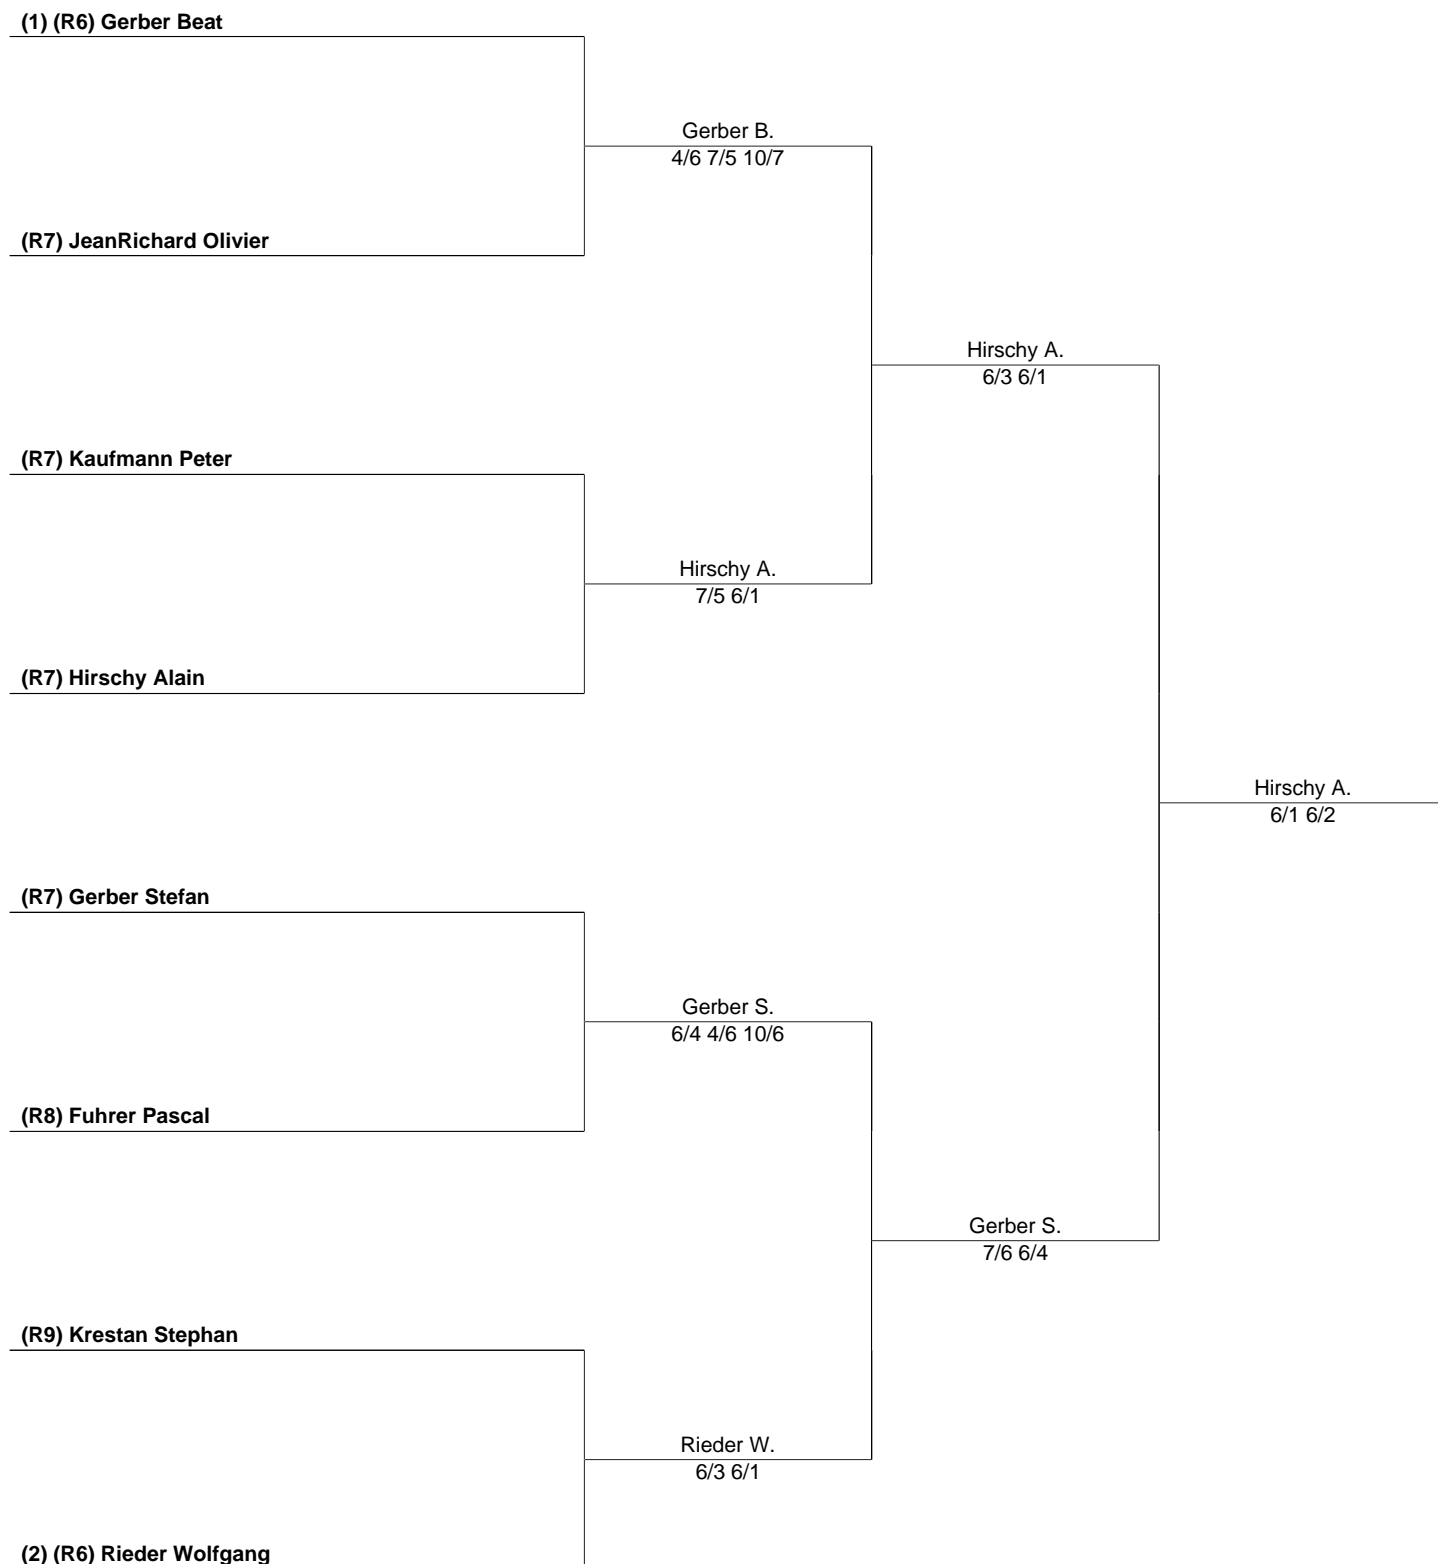 (1) (R6) Gerber Beat
Gerber B.
4/6 7/5 10/7
(R7) JeanRichard Olivier
Hirschy A.
6/3 6/1
(R7) Kaufmann Peter
Hirschy A.
7/5 6/1
(R7) Hirschy Alain
Hirschy A.
6/1 6/2
(R7) Gerber Stefan
Gerber S.
6/4 4/6 10/6
(R8) Fuhrer Pascal
Gerber S.
7/6 6/4
(R9) Krestan Stephan
Rieder W.
6/3 6/1
(2) (R6) Rieder Wolfgang